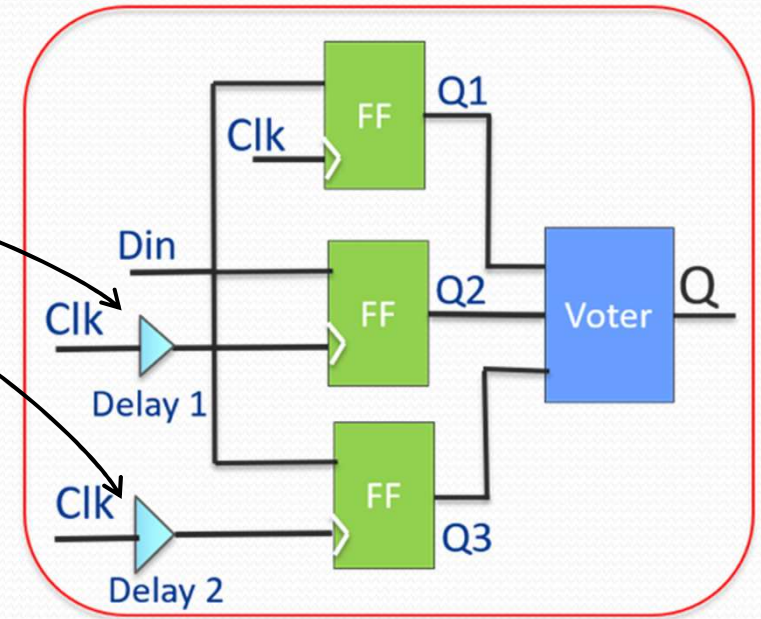 FF
Q1
Clk
Din
FF
Q2
Clk
Delay 1
Voter
Q
FF
Clk
Q3
Delay 2